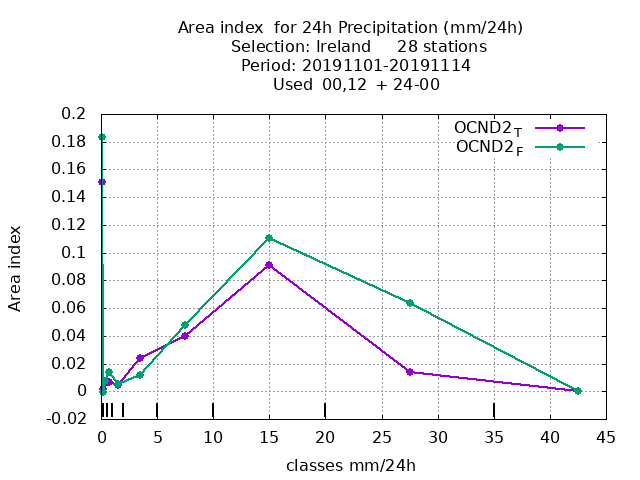 Area index  for 24h Precipitation (mm/24h)
Selection: Ireland     28 stations
Period: 20191101-20191114
Used  00,12  + 24-00
OCND2T
OCND2F
0.2
0.18
0.16
0.14
0.12
0.1
0.08
0.06
0.04
0.02
0
-0.02
Area index
0 5 10 15 20 25 30 35 40 45
classes mm/24h